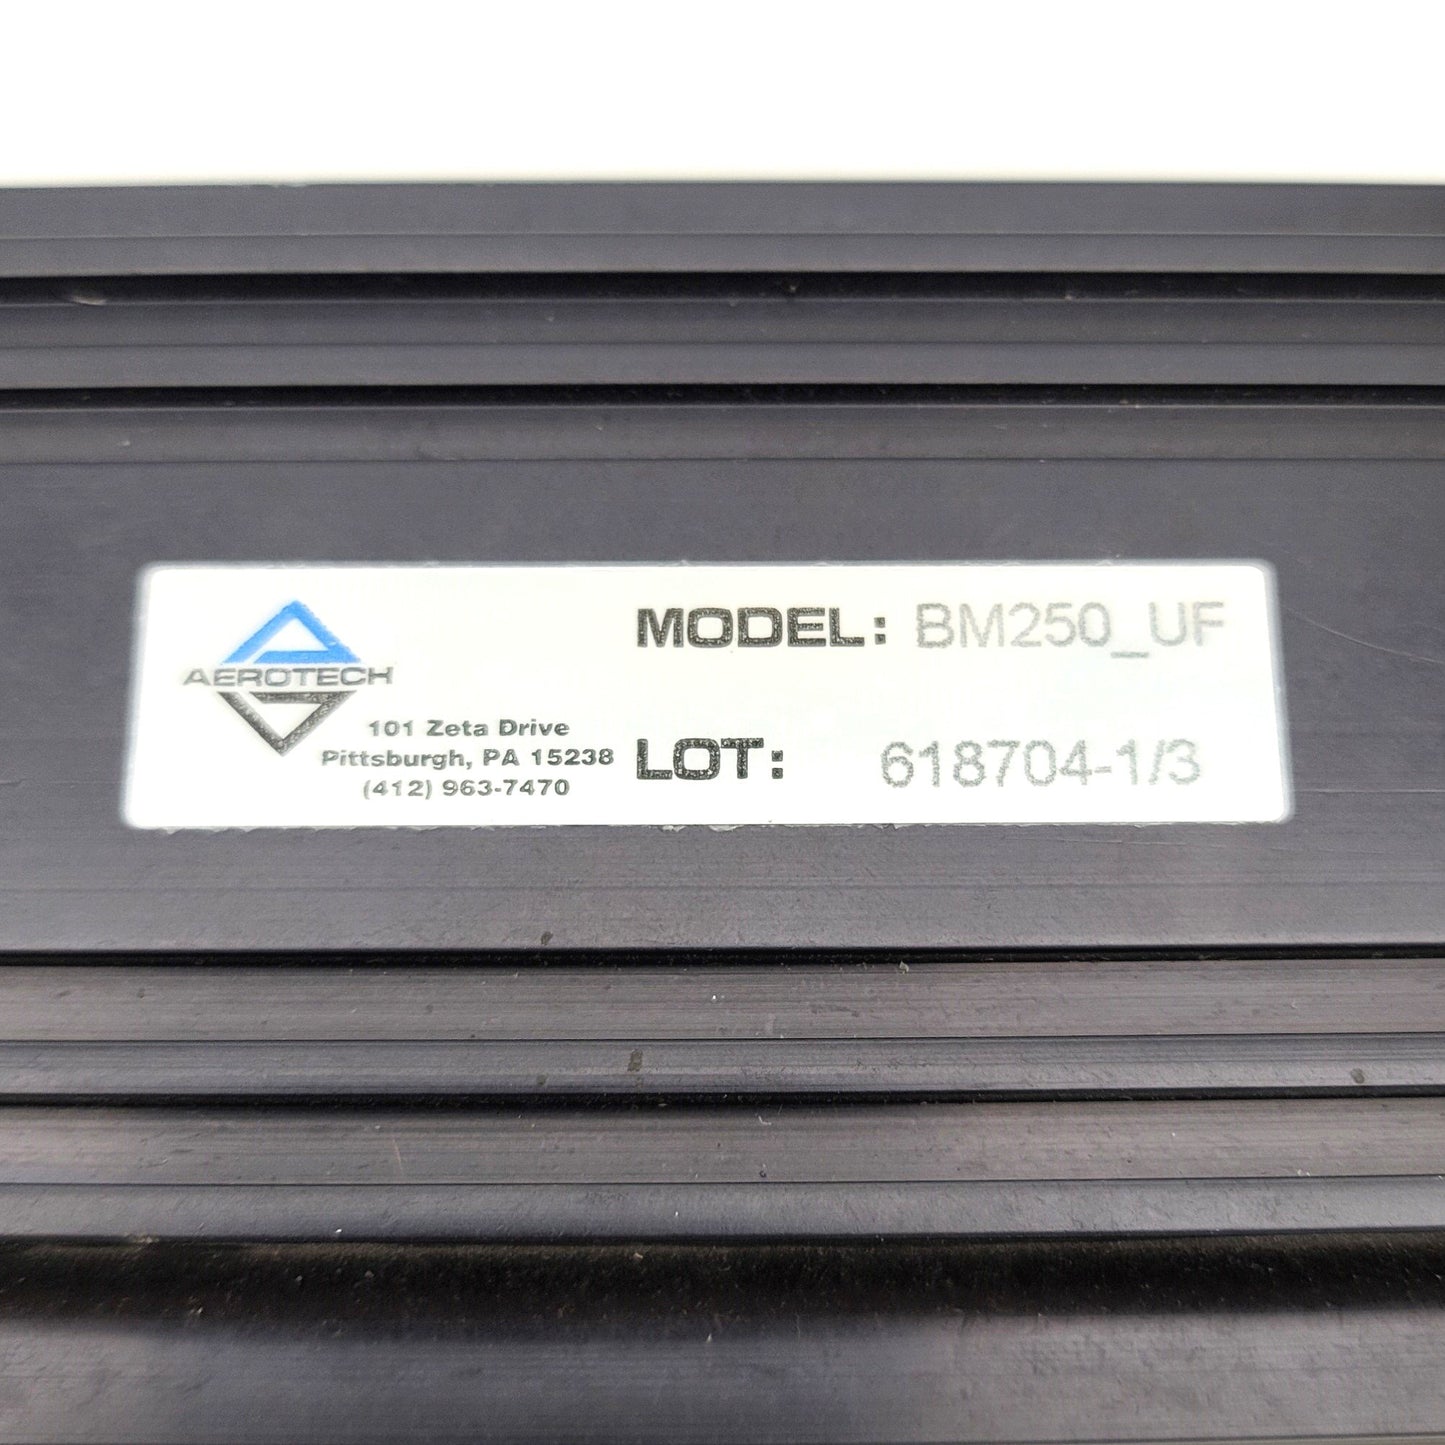 AEROTECH
101 Zeta Drive
Pittsburgh, PA 15238
(412) 963-7470
MODEL: BM250_UF
LOT: 618704-1/3